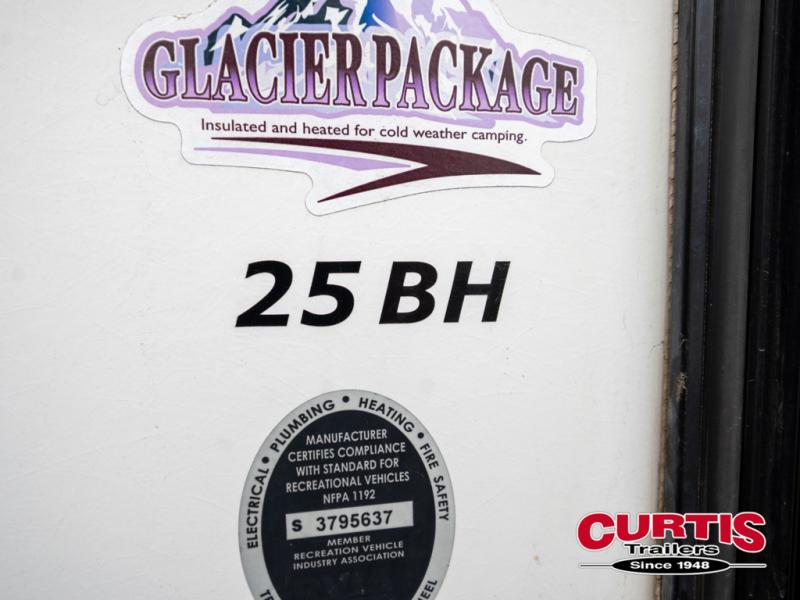 GLACIER PACKAGE
Insulated and heated for cold weather camping.
25 BH
ELECTRICAL • PLUMBING • HEATING • FIRE SAFETY
MANUFACTURER
CERTIFIES COMPLIANCE
WITH STANDARD FOR
RECREATIONAL VEHICLES
NFPA 1192
S 3795637
MEMBER
RECREATION VEHICLE
INDUSTRY ASSOCIATION
CURTIS
Trailers
Since 1948